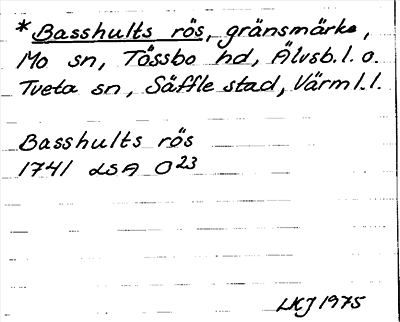 *Basshults rös, gränsmärke,
Mo sn, Tössbo hd, Älvsb. l. o.
Tveta sn, Säffle stad, Värml. l.
Basshults rös
1741 LSA O23
LKJ 1975